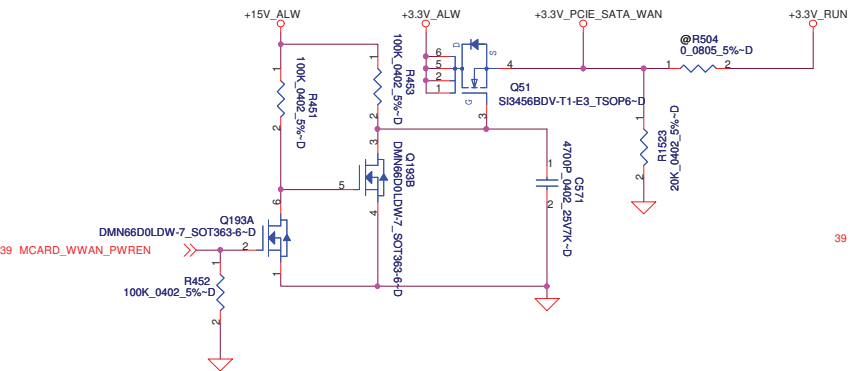 +15V_ALW
+3.3V_ALW
+3.3V_PCIE_SATA_WAN
+3.3V_RUN
1
R451
100K_0402_5%~D
2
1
R453
100K_0402_5%~D
2
6
5
2
1
D
S
G
4
3
Q51
SI3456BDV-T1-E3_TSOP6~D
@R504
0_0805_5%~D
1
2
1
R1523
20K_0402_5%~D
2
3
Q193B
DMN66D0LDW-7_SOT363-6~D
5
4
1
C571
4700P_0402_25V7K~D
2
6
Q193A
DMN66D0LDW-7_SOT363-6~D
2
1
39 MCARD_WWAN_PWREN
1
R452
100K_0402_5%~D
2
39